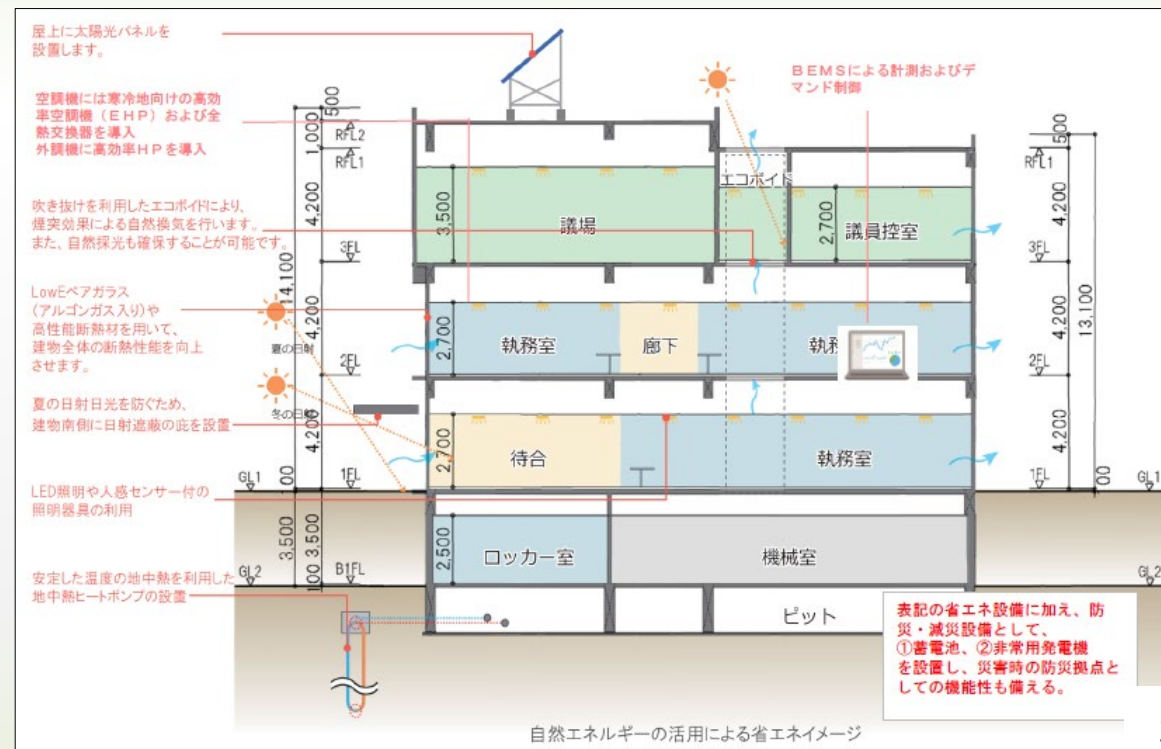 屋上に太陽光パネルを
設置します。
空調機には寒冷地向けの高効
率空調機（ＥＨＰ）および全
熱交換器を導入
外調機に高効率ＨＰを導入
吹き抜けを利用したエコボイドにより、
煙突効果による自然換気を行います。
また、自然採光も確保することが可能です。
LowEペアガラス
（アルゴンガス入り）や
高性能断熱材を用いて、
建物全体の断熱性能を向上
させます。
夏の日射日光を防ぐため、
建物南側に日射遮蔽の庇を設置
LED照明や人感センサー付の
照明器具の利用
安定した温度の地中熱を利用した
地中熱ヒートポンプの設置
夏の日射
冬の日射
ＢＥＭＳによる計測およびデ
マンド制御
500
1,000
4,200
4,200
4,200
14,100
00
3,500
3,500
100
RFL2
RFL1
3FL
2FL
1FL
B1FL
GL1
GL2
エコボイド
3,500
議場
2,700
議員控室
2,700
執務室
廊下
執務
2,700
待合
執務室
2,500
ロッカー室
機械室
ピット
500
4,200
4,200
4,200
13,100
00
RFL1
3FL
2FL
1FL
GL1
GL2
表記の省エネ設備に加え、防
災・減災設備として、
①蓄電池、②非常用発電機
を設置し、災害時の防災拠点と
しての機能性も備える。
自然エネルギーの活用による省エネイメージ